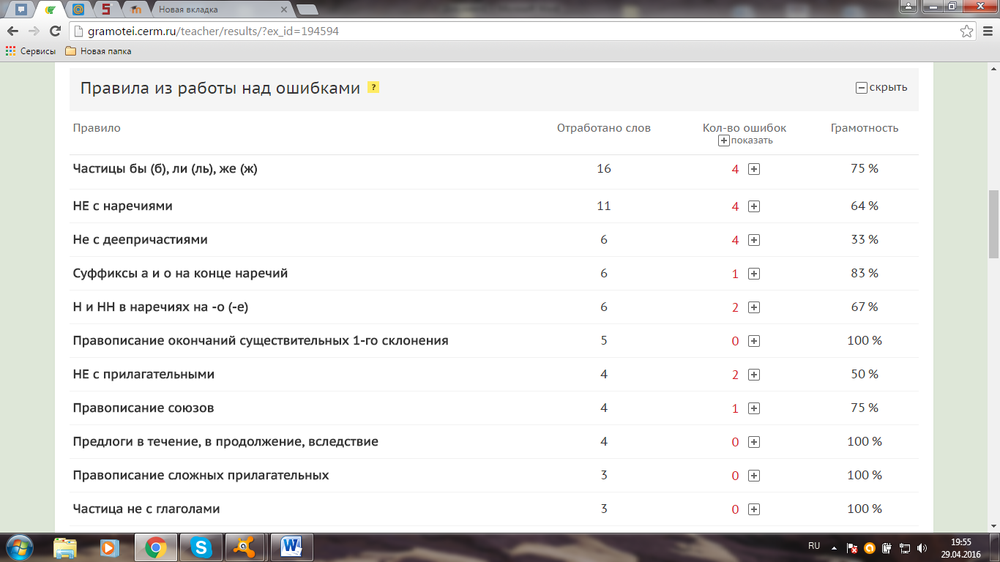 Новая вкладка
gramotei.cerm.ru/teacher/results/?ex_id=194594
Сервисы Новая папка
Правила из работы над ошибками ? скрыть
Правило Отработано слов Кол-во ошибок Грамотность
показать
Частицы бы (б), ли (ль), же (ж) 16 4 75 %
НЕ с наречиями 11 4 64 %
Не с деепричастиями 6 4 33 %
Суффиксы а и о на конце наречий 6 1 83 %
Н и НН в наречиях на -о (-е) 6 2 67 %
Правописание окончаний существительных 1-го склонения 5 0 100 %
НЕ с прилагательными 4 2 50 %
Правописание союзов 4 1 75 %
Предлоги в течение, в продолжение, вследствие 4 0 100 %
Правописание сложных прилагательных 3 0 100 %
Частица не с глаголами 3 0 100 %
RU 19:55
29.04.2016